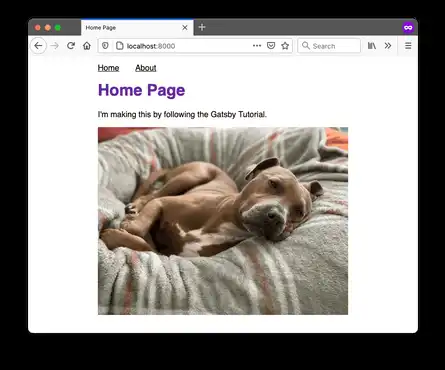 Home Page
localhost:8000
Search
Home About
Home Page
I'm making this by following the Gatsby Tutorial.